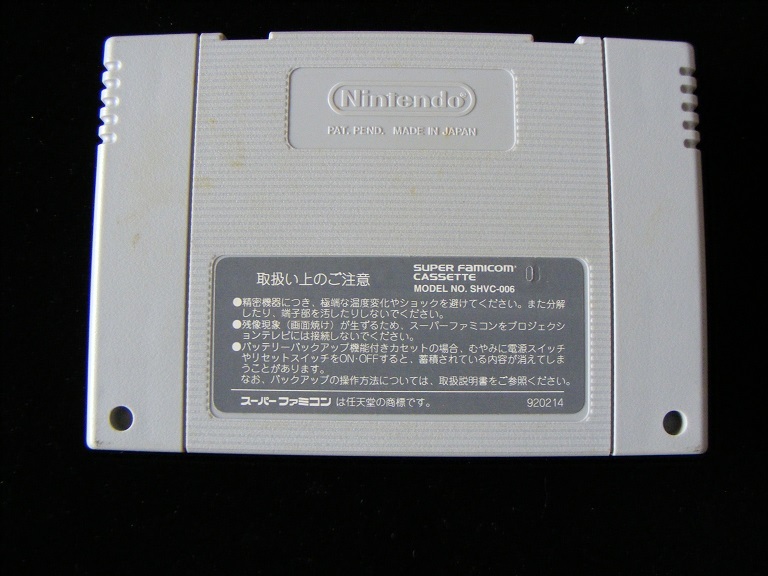 Nintendo®
PAT. PEND. MADE IN JAPAN
取扱い上のご注意
SUPER FAMICOM
CASSETTE
MODEL NO. SHVC-006
●精密機器につき、極端な温度変化やショックを避けてください。また分解
したり、端子部を汚したりしないでください。
●残像現象（画面焼け）が生ずるため、スーパーファミコンをプロジェクシ
ョンテレビには接続しないでください。
●バッテリーバックアップ機能付きカセットの場合、むやみに電源スイッチ
やリセットスイッチをON·OFFすると、蓄積されている内容が消えてしま
うことがあります。
なお、バックアップの操作方法については、取扱説明書をご参照ください。
スーパーファミコン は任天堂の商標です。 920214